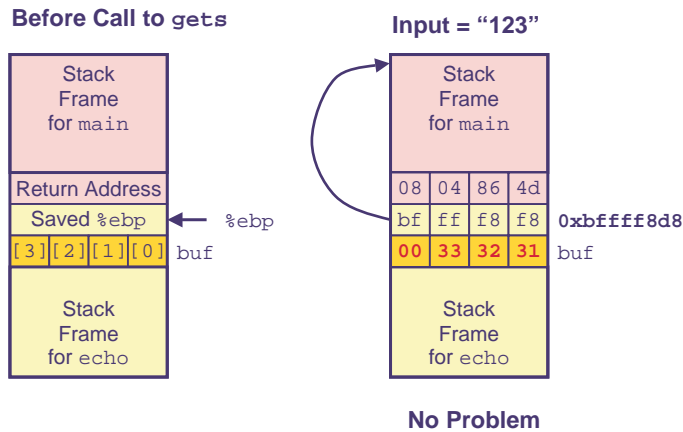 Before Call to gets
Stack
Frame
for main
Return Address
Saved %ebp
%ebp
[3][2][1][0]
buf
Stack
Frame
for echo
Input = “123”
Stack
Frame
for main
08 04 86 4d
bf ff f8 f8
0xbffff8d8
00 33 32 31
buf
Stack
Frame
for echo
No Problem